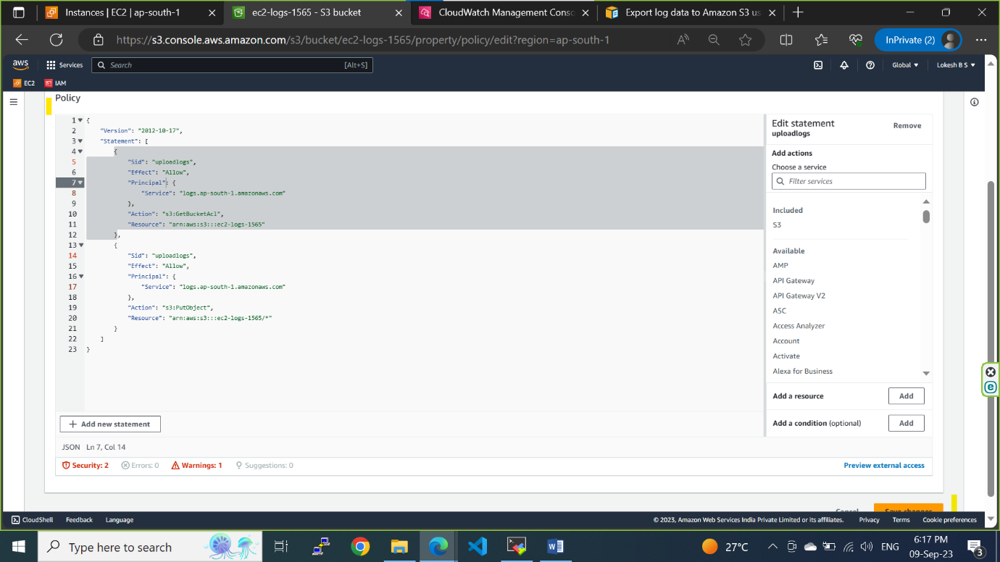 Instances | EC2 | ap-south-1
ec2-logs-1565 - S3 bucket
CloudWatch Management Consc
Export log data to Amazon S3 us
https://s3.console.aws.amazon.com/s3/bucket/ec2-logs-1565/property/policy/edit?region=ap-south-1
InPrivate (2)
aws
Services
Search
[Alt+S]
Global
Lokesh B S
EC2
IAM
Policy
1 {
2 "Version": "2012-10-17",
3 "Statement": [
4 {
5 "Sid": "uploadlogs",
6 "Effect": "Allow",
7 "Principal": {
8 "Service": "logs.ap-south-1.amazonaws.com"
9 },
10 "Action": "s3:GetBucketAcl",
11 "Resource": "arn:aws:s3:::ec2-logs-1565"
12 },
13 {
14 "Sid": "uploadlogs",
15 "Effect": "Allow",
16 "Principal": {
17 "Service": "logs.ap-south-1.amazonaws.com"
18 },
19 "Action": "s3:PutObject",
20 "Resource": "arn:aws:s3:::ec2-logs-1565/*"
21 }
22 ]
23 }
+ Add new statement
JSON Ln 7, Col 14
Security: 2
Errors: 0
Warnings: 1
Suggestions: 0
Preview external access
Edit statement
Remove
uploadlogs
Add actions
Choose a service
Filter services
Included
S3
Available
AMP
API Gateway
API Gateway V2
ASC
Access Analyzer
Account
Activate
Alexa for Business
Add a resource
Add
Add a condition (optional)
Add
Cancel
Save changes
CloudShell
Feedback
Language
© 2023, Amazon Web Services India Private Limited or its affiliates.
Privacy
Terms
Cookie preferences
Type here to search
27°C
ENG
6:17 PM
09-Sep-23
3